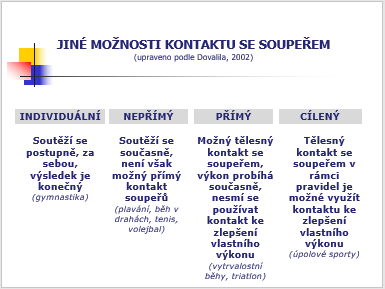 JINÉ MOŽNOSTI KONTAKTU SE SOUPEŘEM
(upraveno podle Dovalila, 2002)
INDIVIDUÁLNÍ
Soutěží se
postupně, za
sebou,
výsledek je
konečný
(gymnastika)
NEPŘÍMÝ
Soutěží se
současně,
není však
možný přímý
kontakt
soupeřů
(plavání, běh v
drahách, tenis,
volejbal)
PŘÍMÝ
Možný tělesný
kontakt se
soupeřem,
výkon probíhá
současně,
nesmí se
používat
kontakt ke
zlepšení
vlastního
výkonu
(vytrvalostní
běhy, triatlon)
CÍLENÝ
Tělesný
kontakt se
soupeřem v
rámci
pravidel je
možné využít
kontaktu ke
zlepšení
vlastního
výkonu
(úpolové sporty)